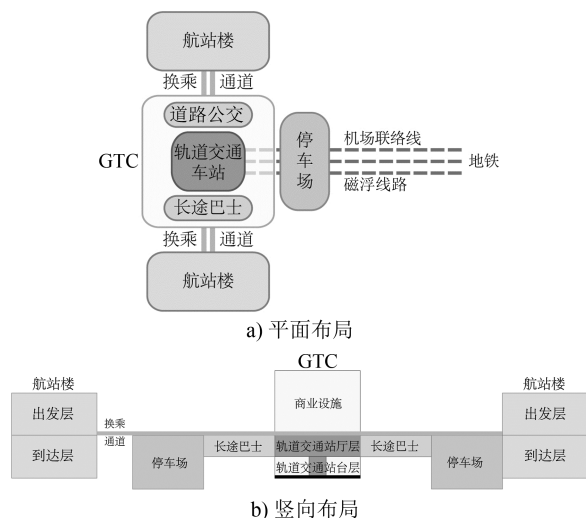 航站楼
换乘 通道
道路公交
GTC
轨道交通
车站
长途巴士
停
车
场
机场联络线
地铁
磁浮线路
换乘 通道
航站楼
a) 平面布局
GTC
航站楼
航站楼
商业设施
出发层
出发层
换乘
通道
到达层
停车场
长途巴士
轨道交通站厅层
长途巴士
停车场
到达层
轨道交通站台层
b) 竖向布局